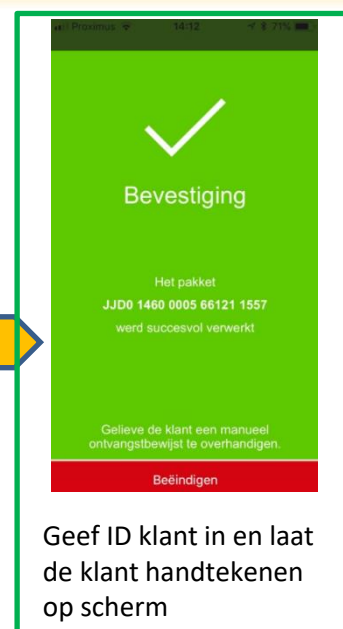 Proximus 14:12 71%
Bevestiging
Het pakket
JJD0 1460 0005 66121 1557
werd succesvol verwerkt
Gelieve de klant een manueel
ontvangstbewijst te overhandigen.
Beëindigen
Geef ID klant in en laat
de klant handtekenen
op scherm